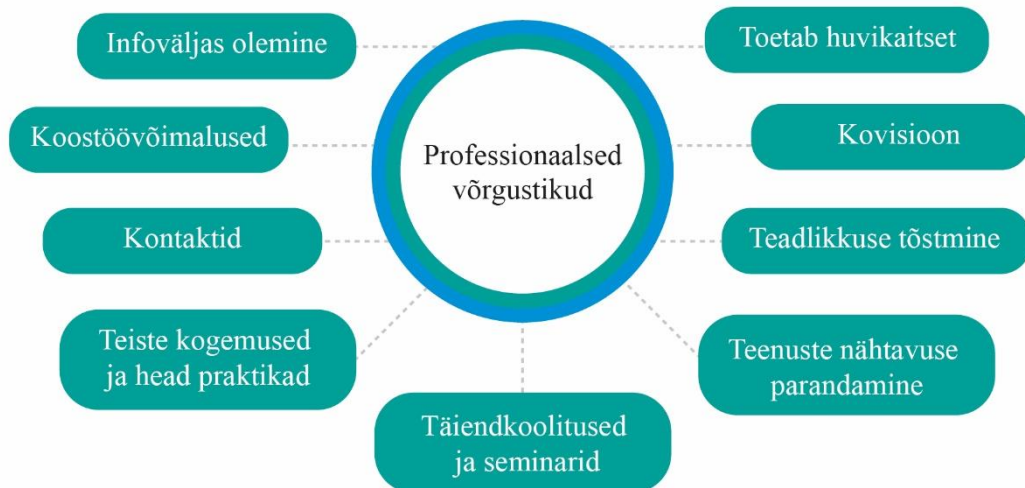 Infoväljas olemine
Toetab huvikaitset
Koostöövõimalused
Kovisioon
Professionaalsed
võrgustikud
Kontaktid
Teadlikkuse tõstmine
Teiste kogemused
ja head praktikad
Teenuste nähtavuse
parandamine
Täiendkoolitused
ja seminarid